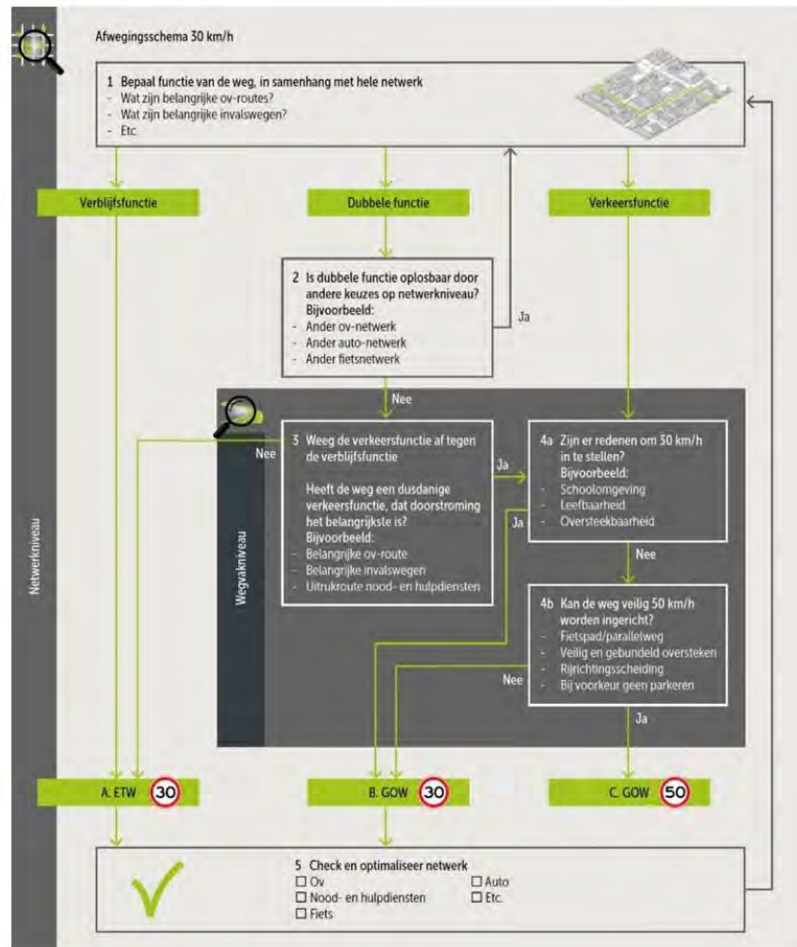 Afwegingsschema 30 km/h
1 Bepaal functie van de weg, in samenhang met hele netwerk
- Wat zijn belangrijke ov-routes?
- Wat zijn belangrijke invalswegen?
- Etc.
Verblijfsfunctie
Dubbele functie
Verkeersfunctie
2 Is dubbele functie oplosbaar door
andere keuzes op netwerkniveau?
Bijvoorbeeld:
- Ander ov-netwerk
- Ander auto-netwerk
- Ander fietsnetwerk
Ja
Nee
Nee
3 Weeg de verkeersfunctie af tegen
de verblijfsfunctie
Heeft de weg een dusdanige
verkeersfunctie, dat doorstroming
het belangrijkste is?
Bijvoorbeeld:
- Belangrijke ov-route
- Belangrijke invalswegen
- Uitrukroute nood- en hulpdiensten
Ja
Ja
4a Zijn er redenen om 30 km/h
in te stellen?
Bijvoorbeeld:
- Schoolomgeving
- Leefbaarheid
- Oversteekbaarheid
Nee
4b Kan de weg veilig 50 km/h
worden ingericht?
- Fietspad/parallelweg
- Veilig en gebundeld oversteken
- Rijrichtingsscheiding
- Bij voorkeur geen parkeren
Nee
Ja
Netwerkniveau
Wegvakniveau
A. ETW 30
B. GOW 30
C. GOW 50
5 Check en optimaliseer netwerk
Ov
Nood- en hulpdiensten
Fiets
Auto
Etc.